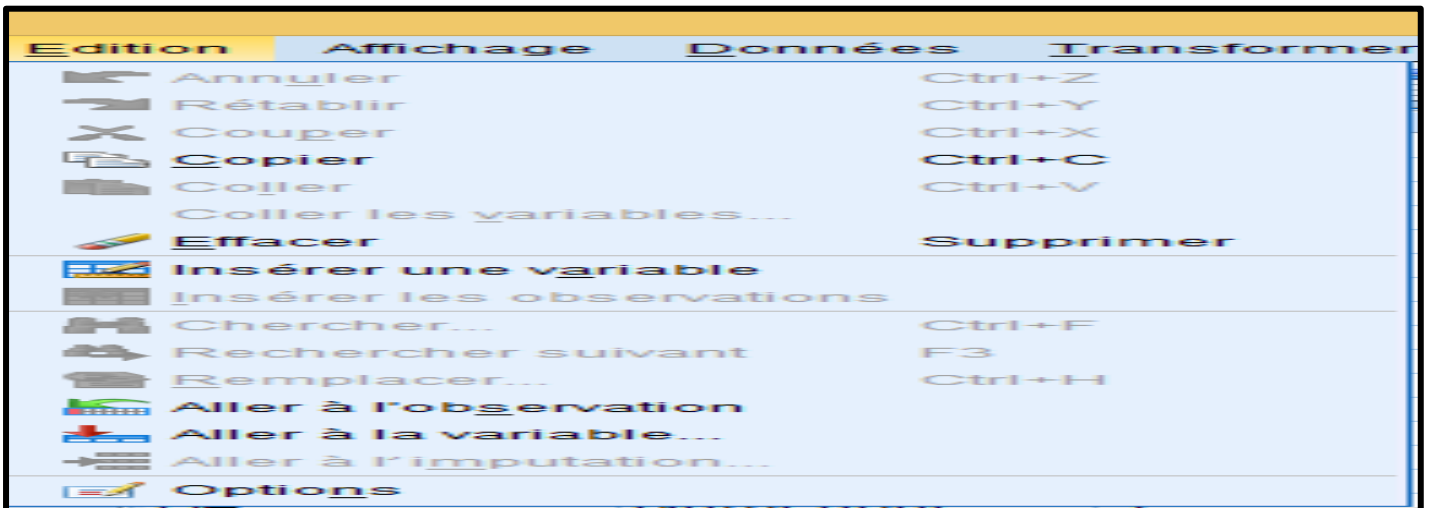 Edition Affichage Données Transformer
Annuler Ctrl+Z
Rétablir Ctrl+Y
Couper Ctrl+X
Copier Ctrl+C
Coller Ctrl+V
Coller les variables...
Effacer Supprimer
Insérer une variable
Insérer les observations
Chercher... Ctrl+F
Rechercher suivant F3
Remplacer... Ctrl+H
Aller à l'observation
Aller à la variable...
Aller à l'imputation...
Options